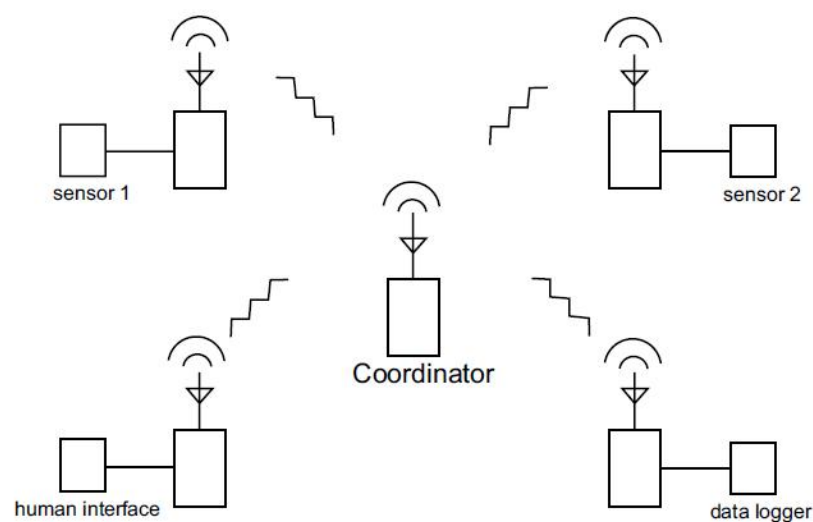 sensor 1
sensor 2
Coordinator
human interface
data logger